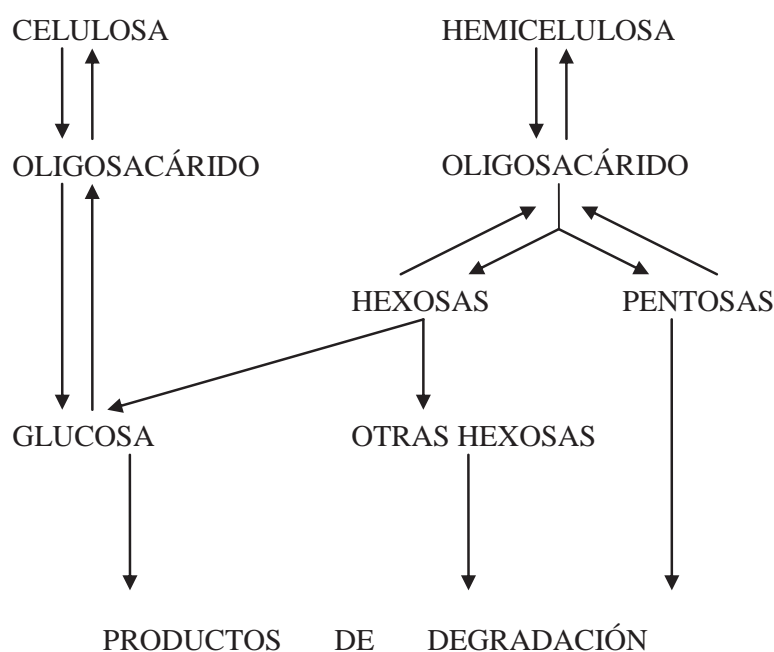 CELULOSA HEMICELULOSA
OLIGOSACÁRIDO OLIGOSACÁRIDO
HEXOSAS PENTOSAS
GLUCOSA OTRAS HEXOSAS
PRODUCTOS DE DEGRADACIÓN